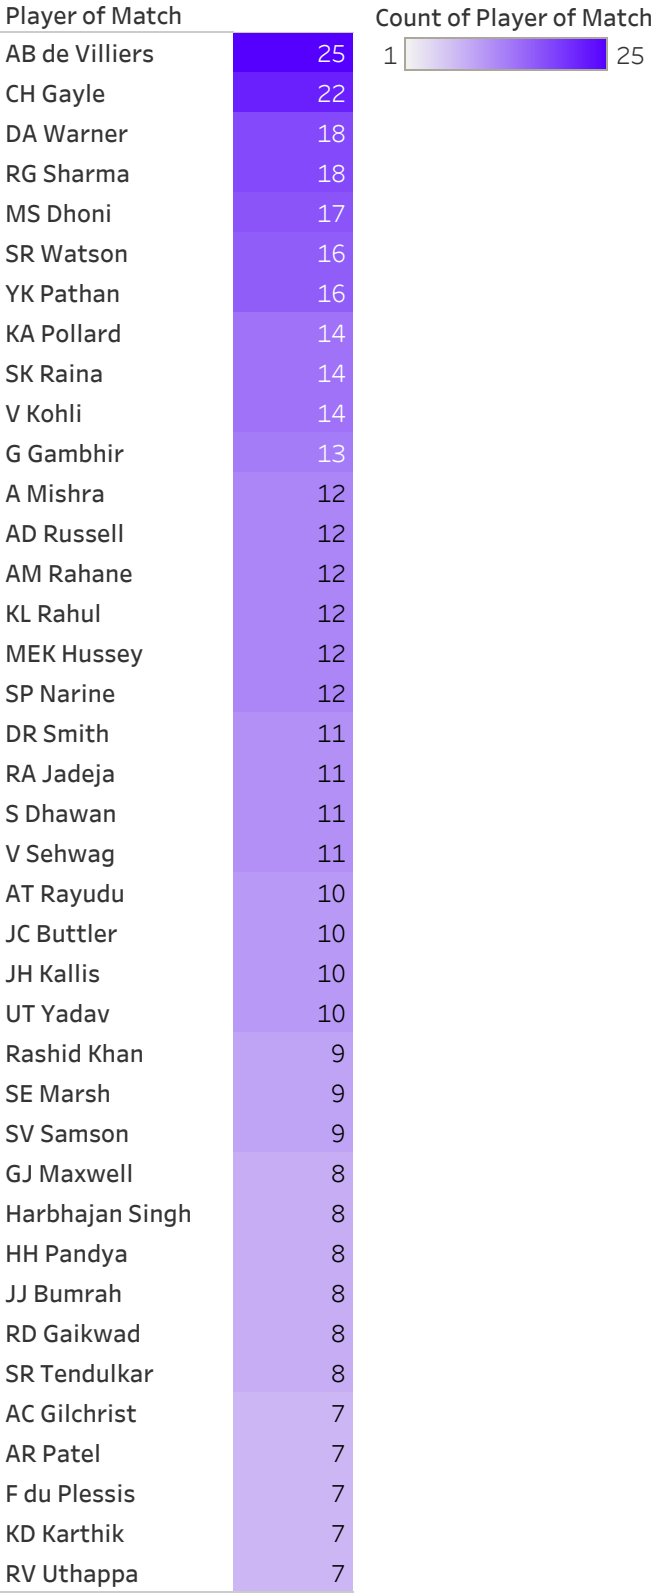 Player of Match
Count of Player of Match
1 25
AB de Villiers 25
CH Gayle 22
DA Warner 18
RG Sharma 18
MS Dhoni 17
SR Watson 16
YK Pathan 16
KA Pollard 14
SK Raina 14
V Kohli 14
G Gambhir 13
A Mishra 12
AD Russell 12
AM Rahane 12
KL Rahul 12
MEK Hussey 12
SP Narine 12
DR Smith 11
RA Jadeja 11
S Dhawan 11
V Sehwag 11
AT Rayudu 10
JC Buttler 10
JH Kallis 10
UT Yadav 10
Rashid Khan 9
SE Marsh 9
SV Samson 9
GJ Maxwell 8
Harbhajan Singh 8
HH Pandya 8
JJ Bumrah 8
RD Gaikwad 8
SR Tendulkar 8
AC Gilchrist 7
AR Patel 7
F du Plessis 7
KD Karthik 7
RV Uthappa 7